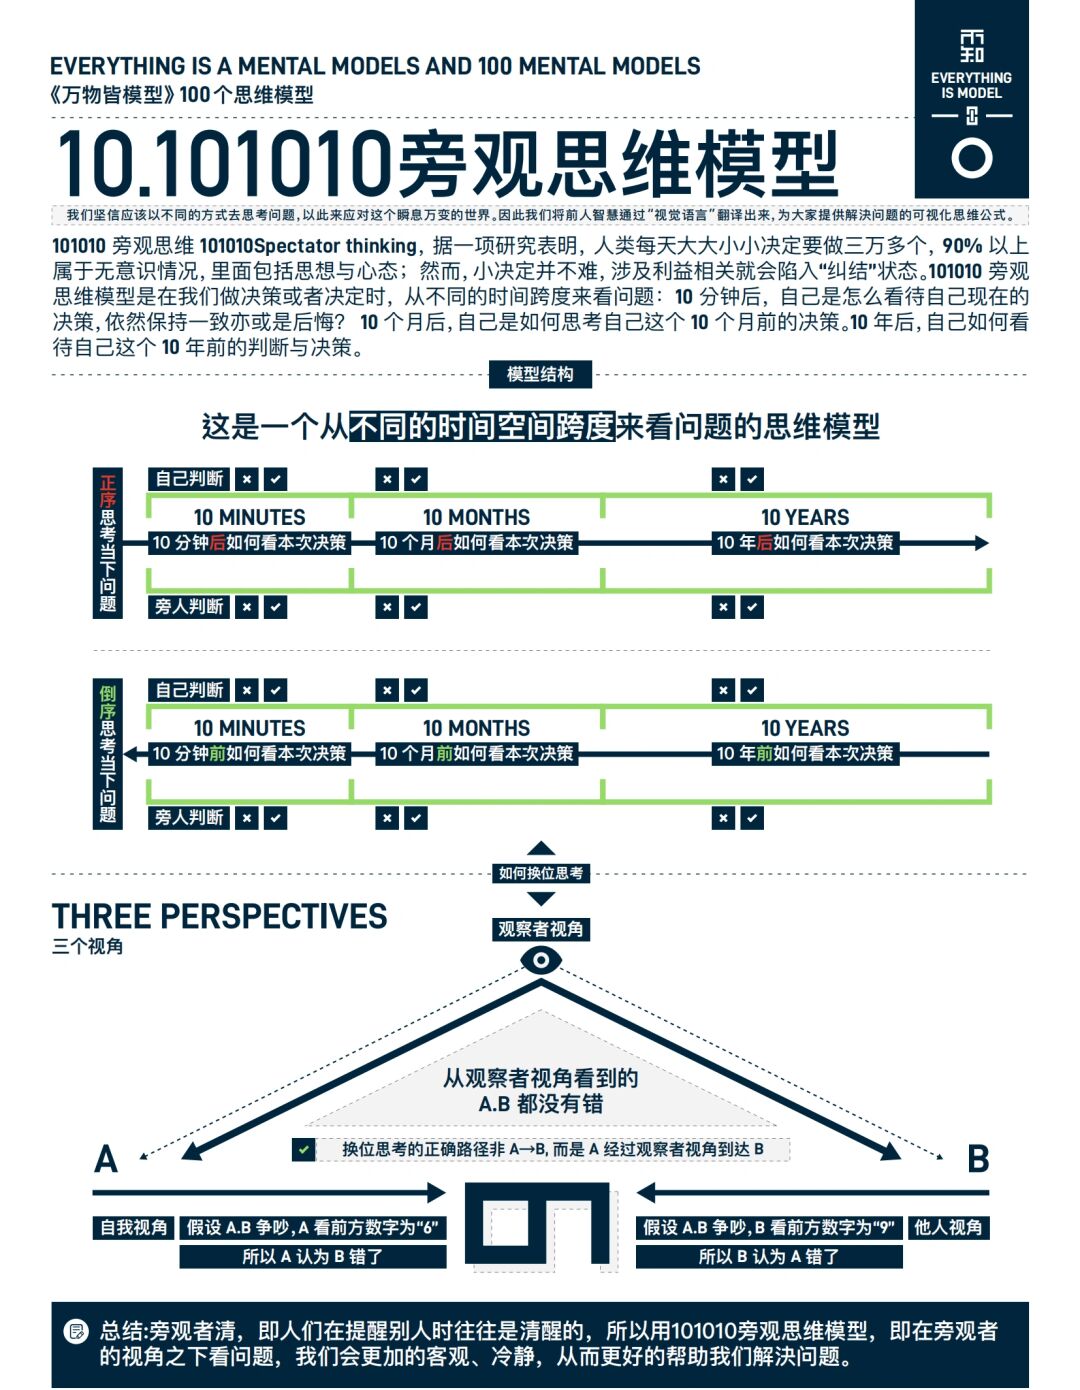 EVERYTHING IS A MENTAL MODELS AND 100 MENTAL MODELS
《万物皆模型》100个思维模型
EVERYTHING
IS MODEL
10.101010旁观思维模型
我们坚信应该以不同的方式去思考问题,以此来应对这个瞬息万变的世界。因此我们将前人智慧通过“视觉语言”翻译出来,为大家提供解决问题的可视化思维公式。
101010 旁观思维 101010Spectator thinking，据一项研究表明，人类每天大大小小决定要做三万多个，90% 以上
属于无意识情况，里面包括思想与心态；然而，小决定并不难，涉及利益相关就会陷入“纠结”状态。101010 旁观
思维模型是在我们做决策或者决定时，从不同的时间跨度来看问题：10 分钟后，自己是怎么看待自己现在的
决策，依然保持一致亦或是后悔？ 10 个月后，自己是如何思考自己这个 10 个月前的决策。10 年后，自己如何看
待自己这个 10 年前的判断与决策。
模型结构
这是一个从不同的时间空间跨度来看问题的思维模型
正序思考当下问题
自己判断
10 MINUTES 10 MONTHS 10 YEARS
10 分钟后如何看本次决策 10 个月后如何看本次决策 10 年后如何看本次决策
旁人判断
倒序思考当下问题
自己判断
10 MINUTES 10 MONTHS 10 YEARS
10 分钟前如何看本次决策 10 个月前如何看本次决策 10 年前如何看本次决策
旁人判断
如何换位思考
THREE PERSPECTIVES
三个视角
观察者视角
从观察者视角看到的
A.B 都没有错
换位思考的正确路径非 A→B, 而是 A 经过观察者视角到达 B
A B
自我视角 假设 A.B 争吵, A 看前方数字为“6” 假设 A.B 争吵, B 看前方数字为“9” 他人视角
所以 A 认为 B 错了 所以 B 认为 A 错了
总结:旁观者清，即人们在提醒别人时往往是清醒的，所以用101010旁观思维模型，即在旁观者
的视角之下看问题，我们会更加的客观、冷静，从而更好的帮助我们解决问题。